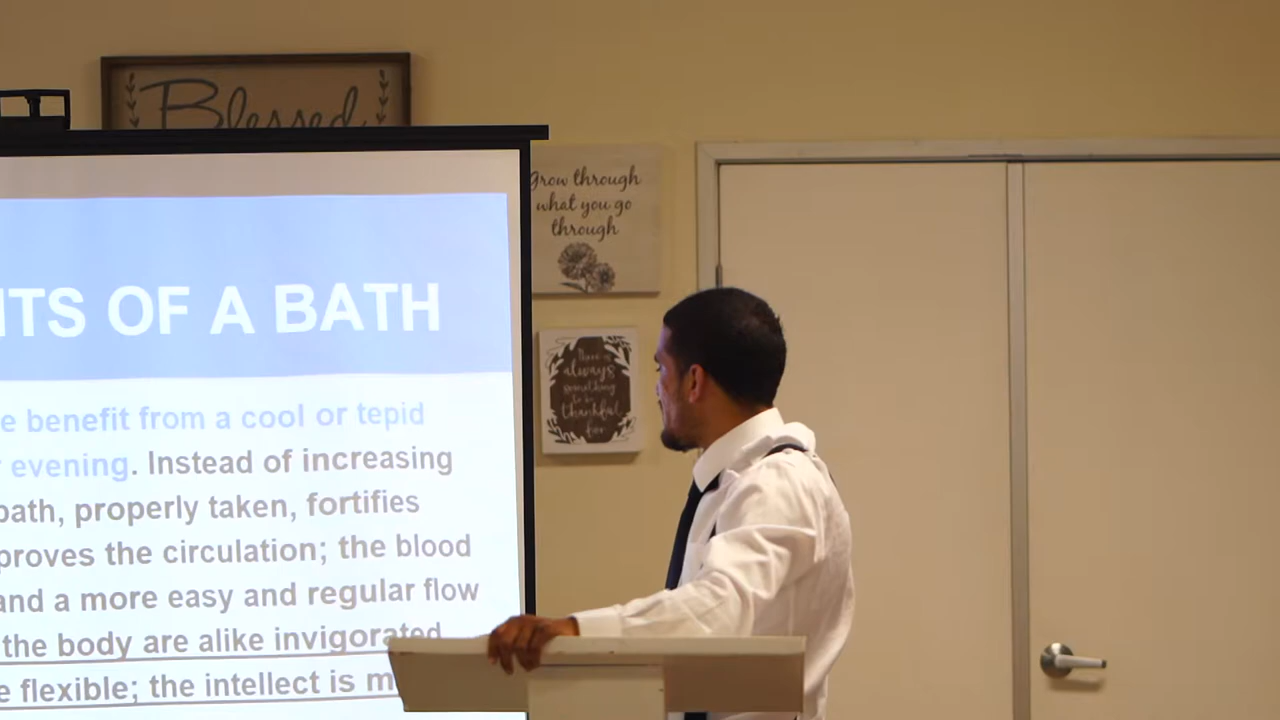 Blessed
Grow through
what you go
through
There is
always
something
to be
thankful
for
ITS OF A BATH
benefit from a cool or tepid
evening. Instead of increasing
bath, properly taken, fortifies
proves the circulation; the blood
and a more easy and regular flow
the body are alike invigorated
flexible; the intellect is